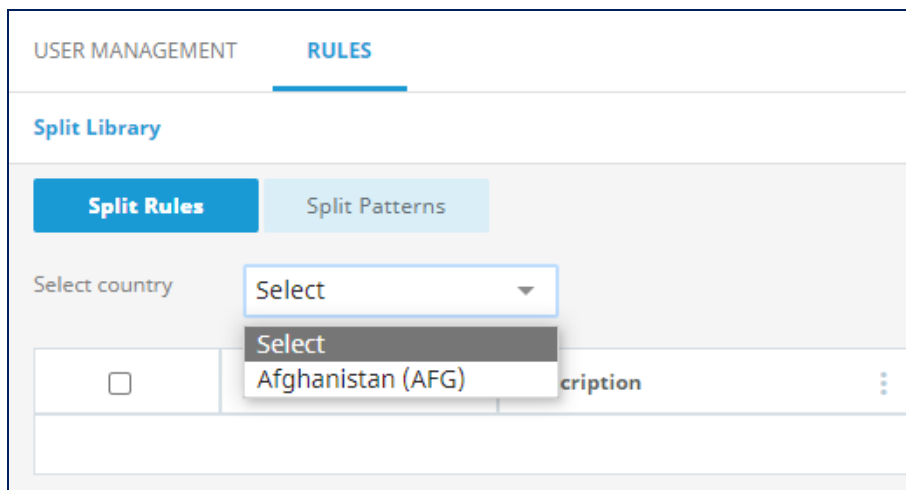 USER MANAGEMENT RULES
Split Library
Split Rules Split Patterns
Select country Select
Select
Afghanistan (AFG)
cription